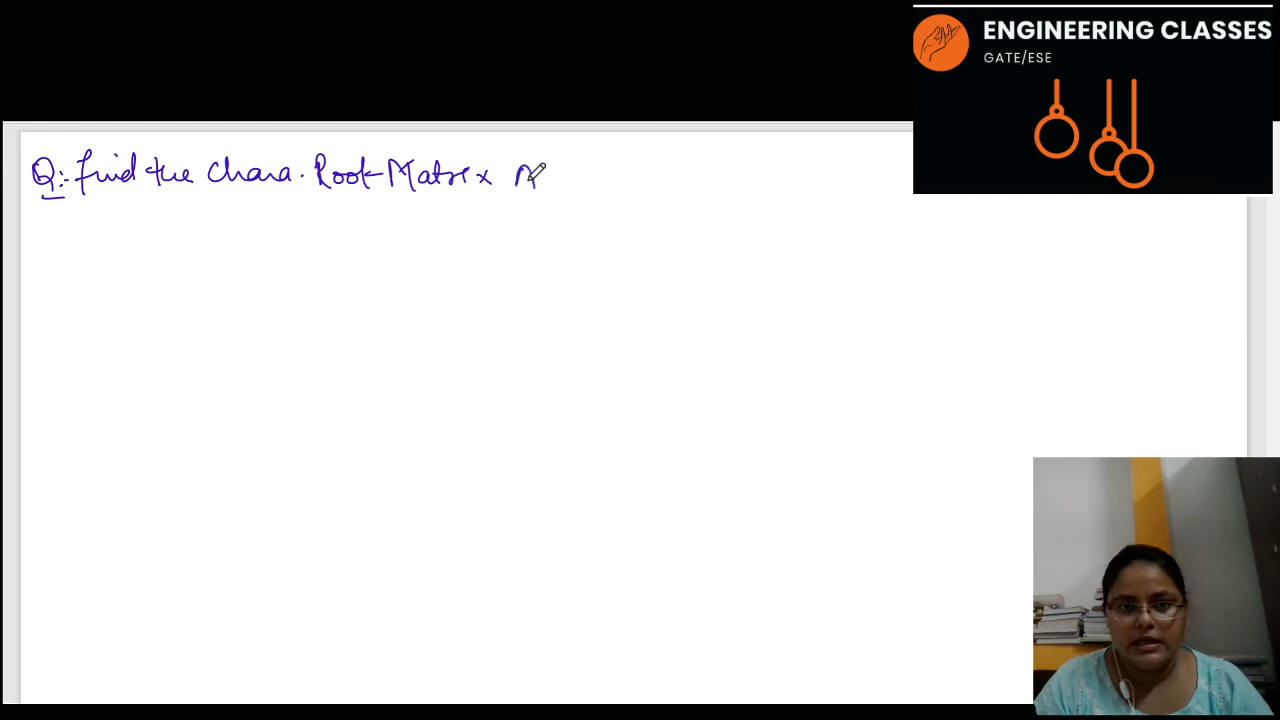 ENGINEERING CLASSES
GATE/ESE
Q:- find the Chara. Root Matrix A